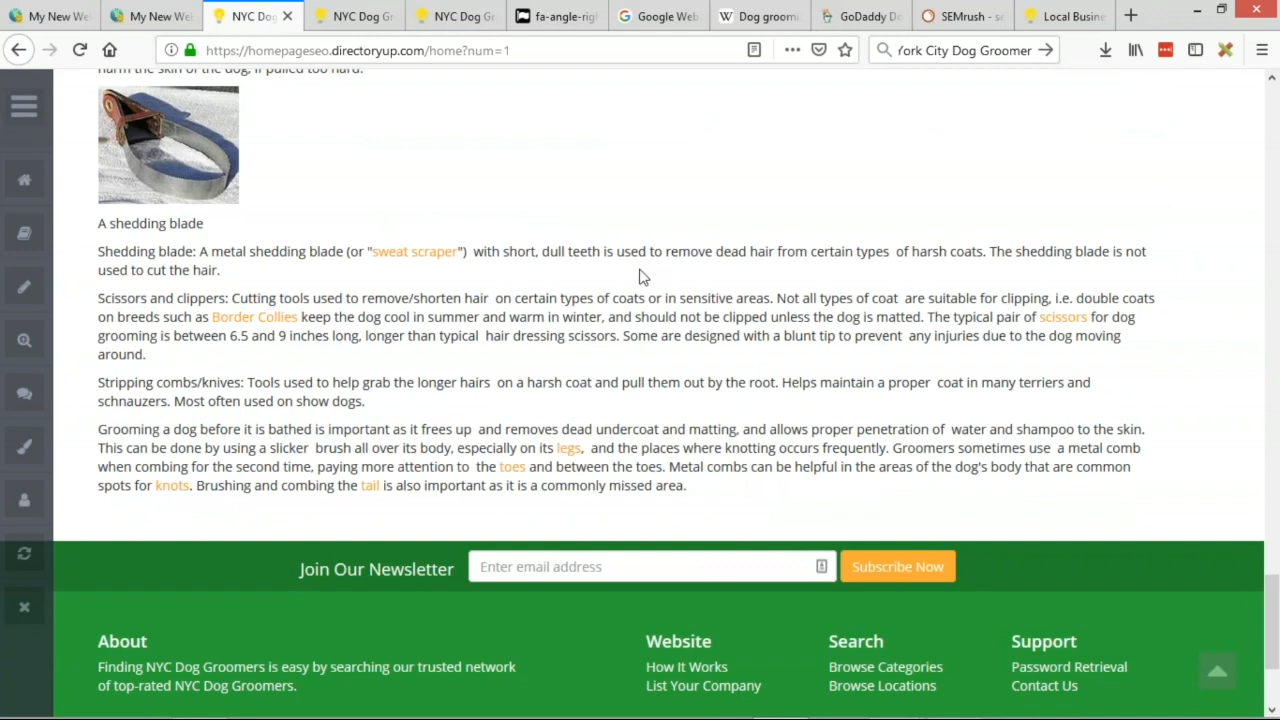 My New We
My New We
NYC Dog
NYC Dog Gr
NYC Dog Gr
fa-angle-righ
Google Web
Dog groomi
GoDaddy Do
SEMrush - se
Local Busine
https://homepageseo.directoryup.com/home?num=1
York City Dog Groomer
harm the skin of the dog, if pulled too hard.
A shedding blade
Shedding blade: A metal shedding blade (or "sweat scraper") with short, dull teeth is used to remove dead hair from certain types of harsh coats. The shedding blade is not
used to cut the hair.
Scissors and clippers: Cutting tools used to remove/shorten hair on certain types of coats or in sensitive areas. Not all types of coat are suitable for clipping, i.e. double coats
on breeds such as Border Collies keep the dog cool in summer and warm in winter, and should not be clipped unless the dog is matted. The typical pair of scissors for dog
grooming is between 6.5 and 9 inches long, longer than typical hair dressing scissors. Some are designed with a blunt tip to prevent any injuries due to the dog moving
around.
Stripping combs/knives: Tools used to help grab the longer hairs on a harsh coat and pull them out by the root. Helps maintain a proper coat in many terriers and
schnauzers. Most often used on show dogs.
Grooming a dog before it is bathed is important as it frees up and removes dead undercoat and matting, and allows proper penetration of water and shampoo to the skin.
This can be done by using a slicker brush all over its body, especially on its legs, and the places where knotting occurs frequently. Groomers sometimes use a metal comb
when combing for the second time, paying more attention to the toes and between the toes. Metal combs can be helpful in the areas of the dog's body that are common
spots for knots. Brushing and combing the tail is also important as it is a commonly missed area.
Join Our Newsletter
Enter email address
Subscribe Now
About
Finding NYC Dog Groomers is easy by searching our trusted network
of top-rated NYC Dog Groomers.
Website
How It Works
List Your Company
Search
Browse Categories
Browse Locations
Support
Password Retrieval
Contact Us